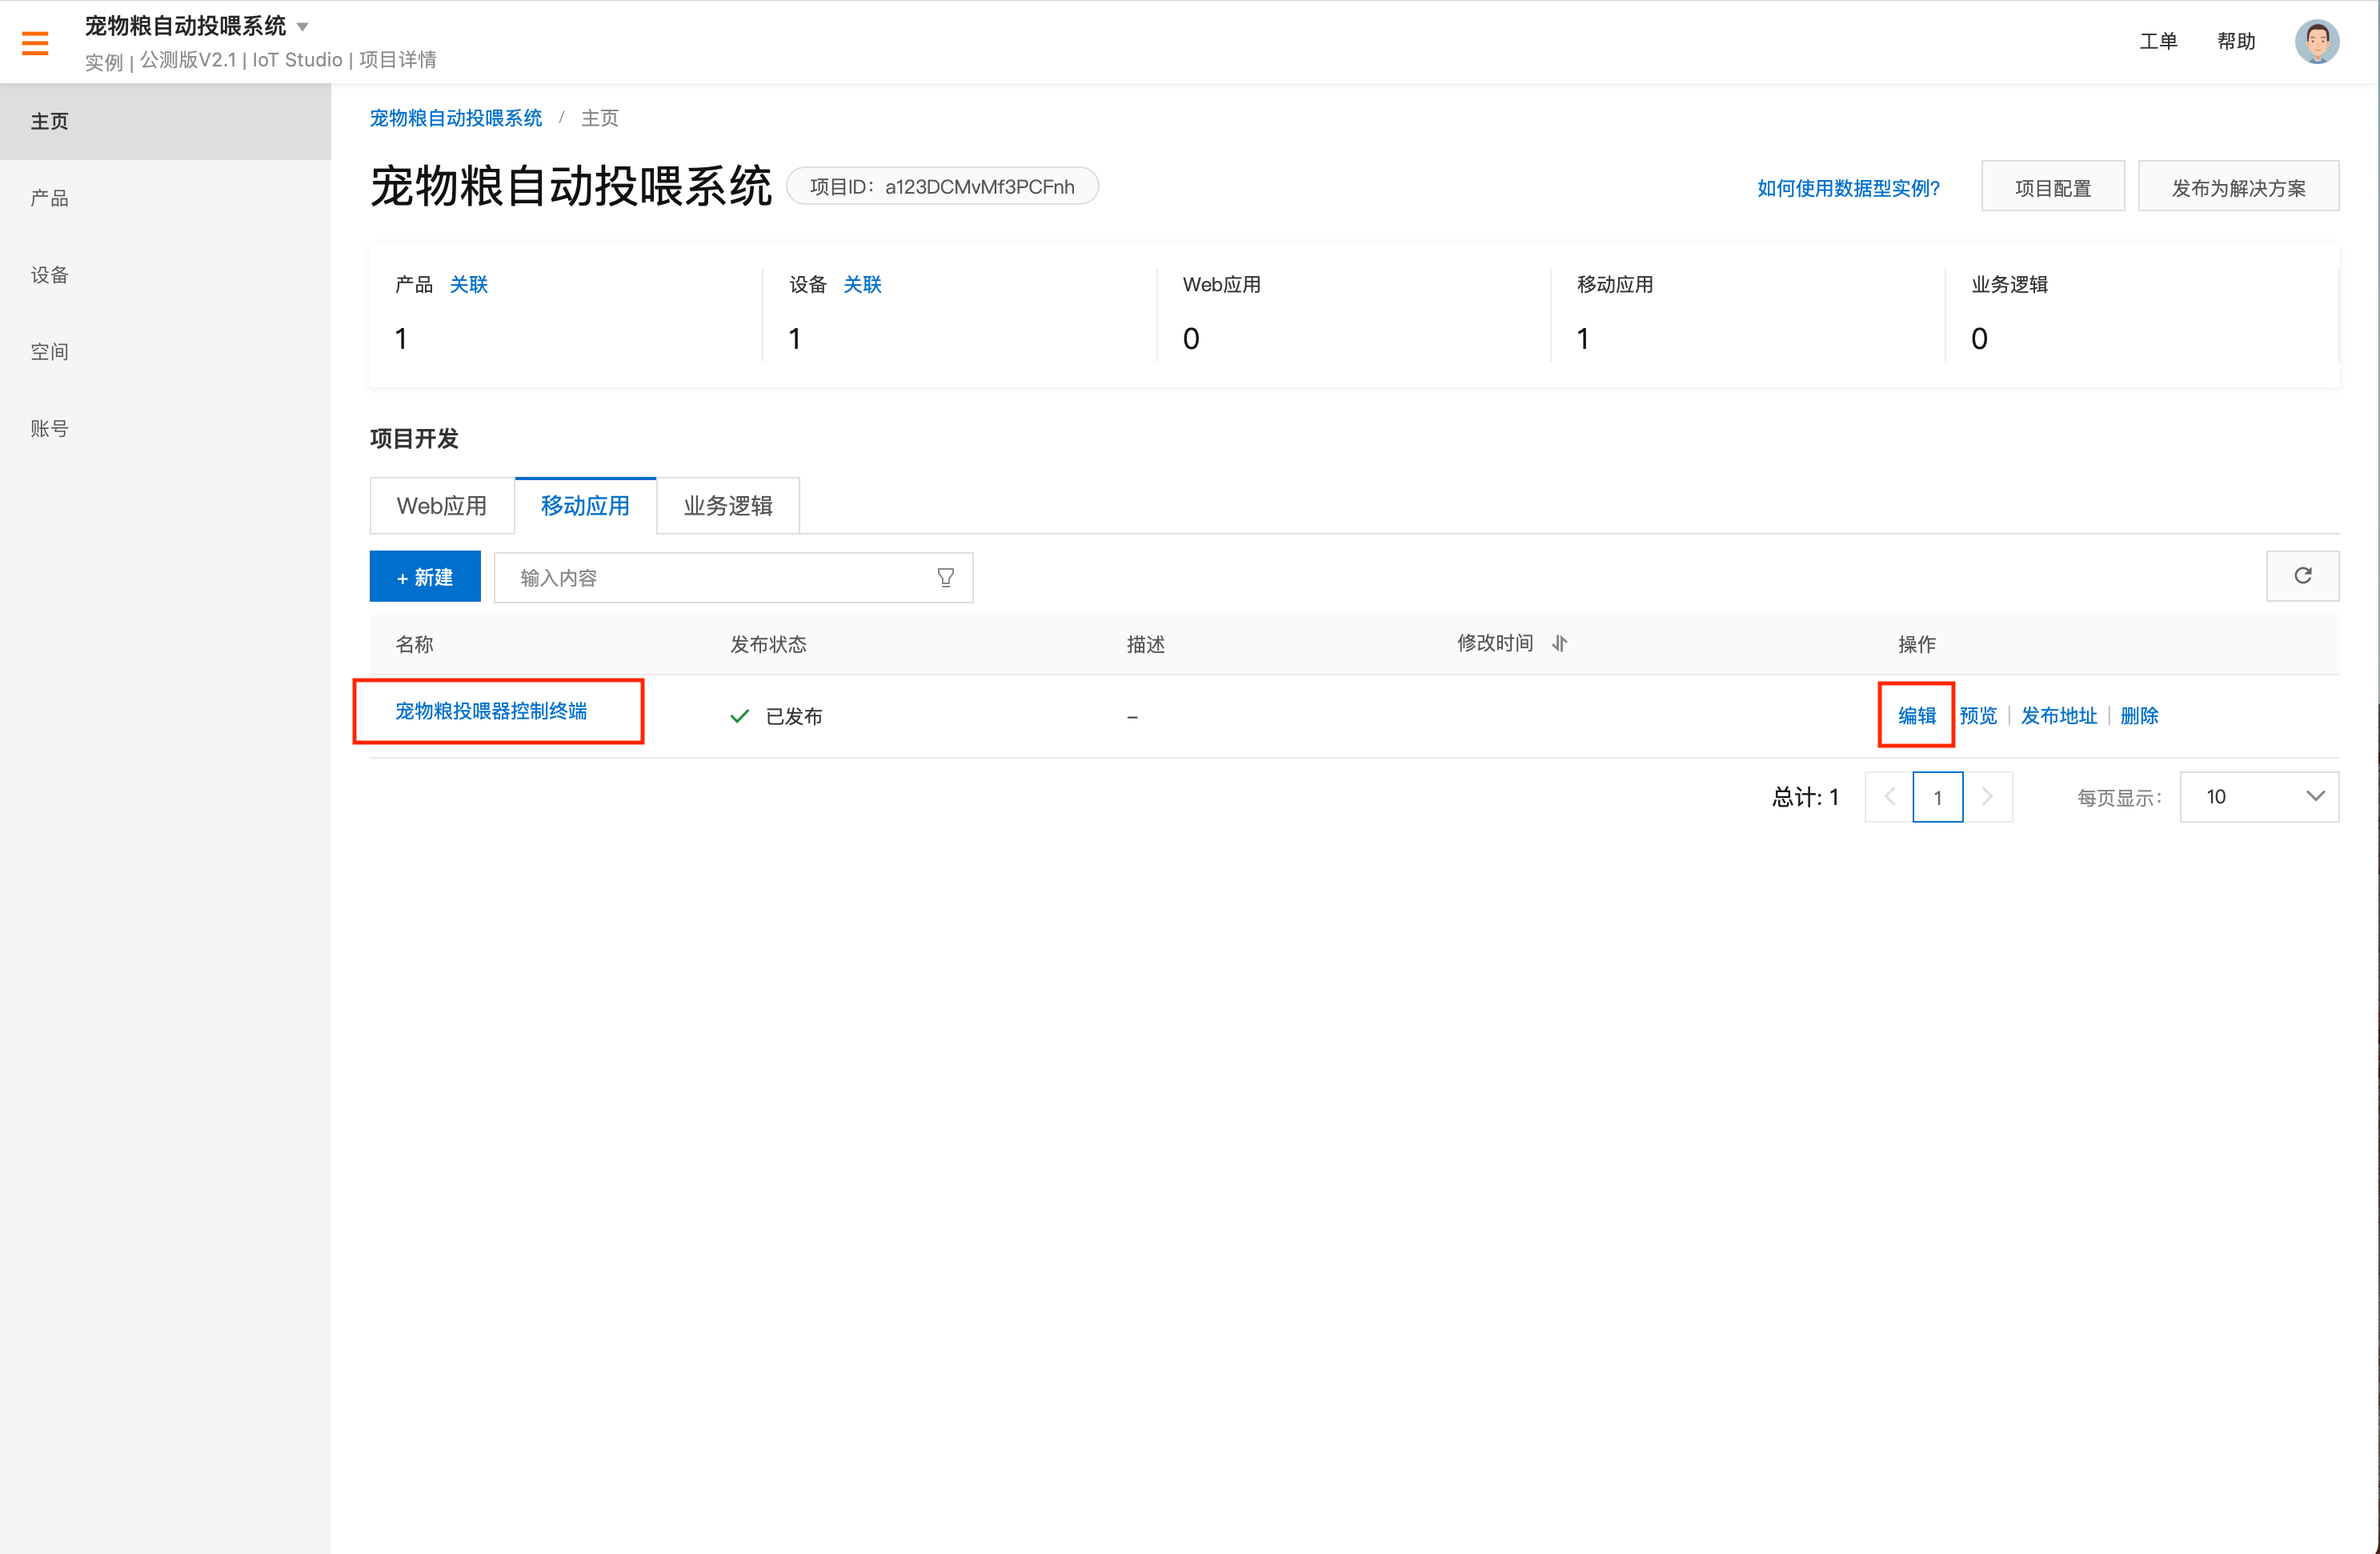 宠物粮自动投喂系统
实例 | 公测版V2.1 | IoT Studio | 项目详情
工单 帮助
主页
产品
设备
空间
账号
宠物粮自动投喂系统 / 主页
宠物粮自动投喂系统 项目ID: a123DCMvMf3PCFnh
如何使用数据型实例? 项目配置 发布为解决方案
产品 关联 设备 关联 Web应用 移动应用 业务逻辑
1 1 0 1 0
项目开发
Web应用 移动应用 业务逻辑
+ 新建 输入内容
名称 发布状态 描述 修改时间 操作
宠物粮投喂器控制终端 已发布 – 编辑 预览 | 发布地址 | 删除
总计: 1 1 每页显示: 10